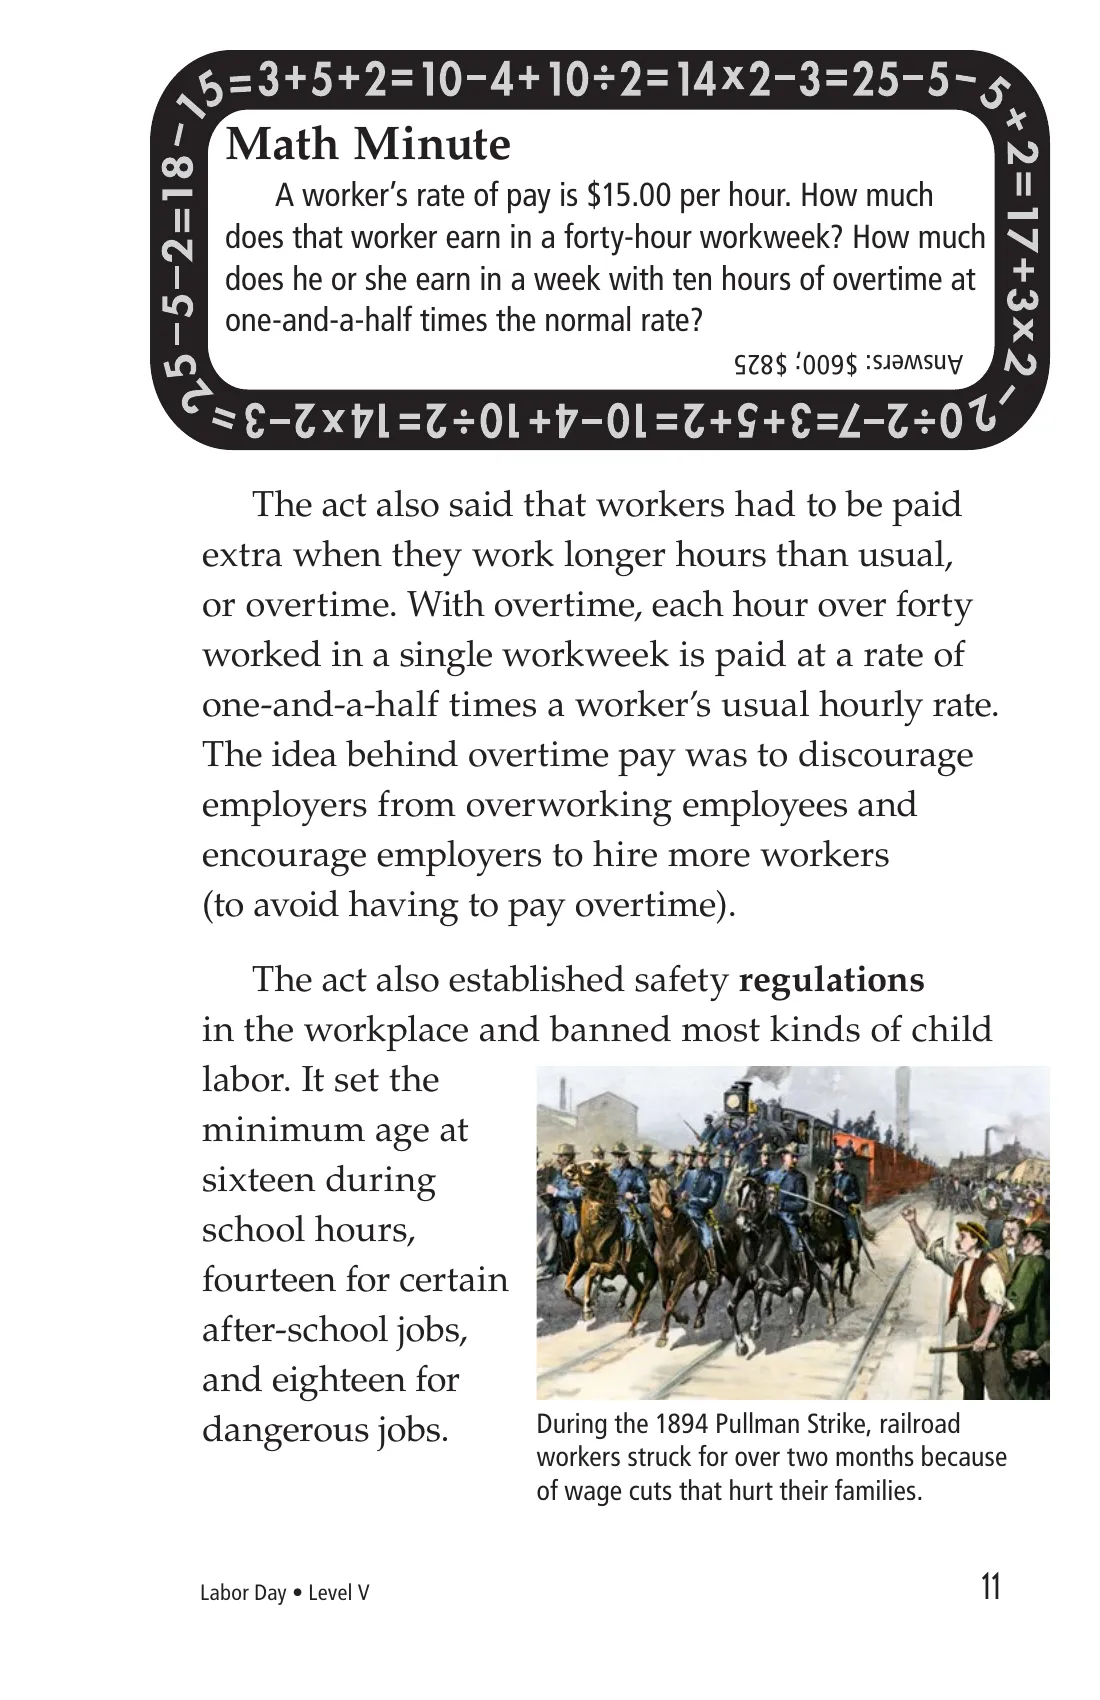 15=3+5+2=10−4+10÷2=14x2−3=25−5−5+2=17+3x2−
25−5−2=18−
20÷2−7=3+5+2=10−4+10÷2=14x2−3=
Math Minute
A worker’s rate of pay is $15.00 per hour. How much
does that worker earn in a forty-hour workweek? How much
does he or she earn in a week with ten hours of overtime at
one-and-a-half times the normal rate?
Answers: $600; $825
The act also said that workers had to be paid
extra when they work longer hours than usual,
or overtime. With overtime, each hour over forty
worked in a single workweek is paid at a rate of
one-and-a-half times a worker’s usual hourly rate.
The idea behind overtime pay was to discourage
employers from overworking employees and
encourage employers to hire more workers
(to avoid having to pay overtime).
The act also established safety regulations
in the workplace and banned most kinds of child
labor. It set the
minimum age at
sixteen during
school hours,
fourteen for certain
after-school jobs,
and eighteen for
dangerous jobs.
During the 1894 Pullman Strike, railroad
workers struck for over two months because
of wage cuts that hurt their families.
Labor Day • Level V
11